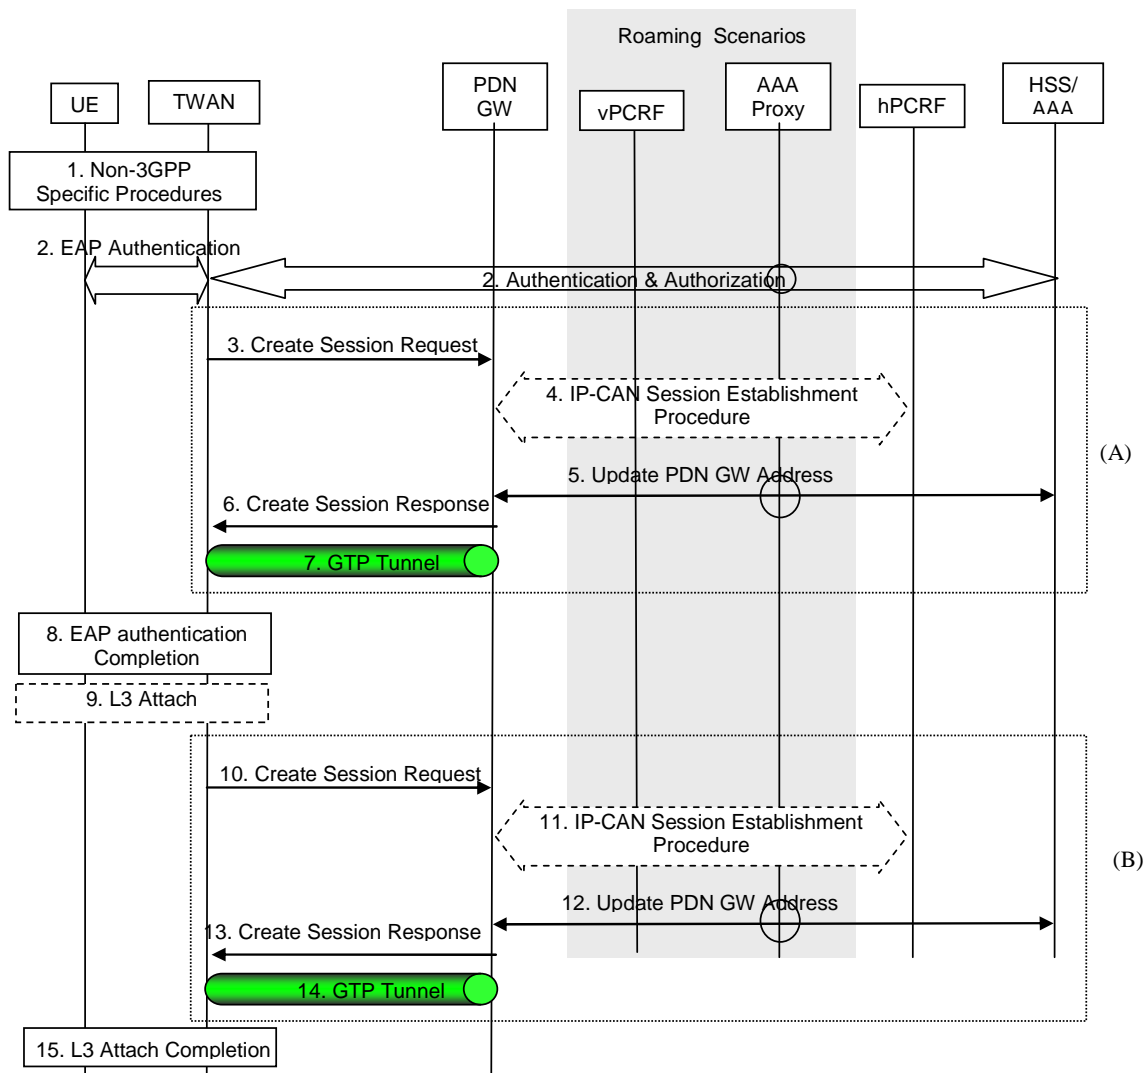 Roaming Scenarios
UE
TWAN
PDN
GW
vPCRF
AAA
Proxy
hPCRF
HSS/
AAA
1. Non-3GPP
Specific Procedures
2. EAP Authentication
2. Authentication & Authorization
3. Create Session Request
4. IP-CAN Session Establishment
Procedure
(A)
5. Update PDN GW Address
6. Create Session Response
7. GTP Tunnel
8. EAP authentication
Completion
9. L3 Attach
10. Create Session Request
11. IP-CAN Session Establishment
Procedure
(B)
12. Update PDN GW Address
13. Create Session Response
14. GTP Tunnel
15. L3 Attach Completion